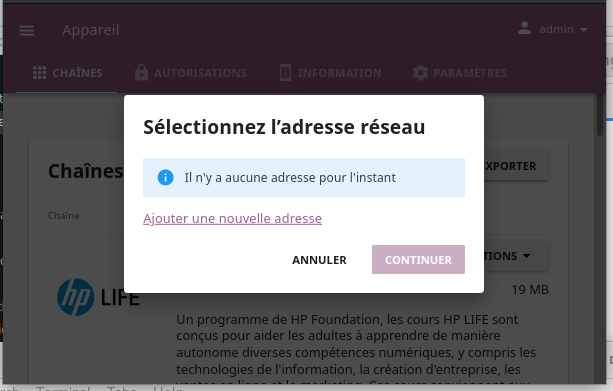 Appareil
admin
CHAÎNES
AUTORISATIONS
INFORMATION
PARAMÈTRES
Sélectionnez l'adresse réseau
Chaînes
XPORTER
Il n'y a aucune adresse pour l'instant
Chaîne
Ajouter une nouvelle adresse
ANNULER
CONTINUER
TIONS
hp LIFE
19 MB
Un programme de HP Foundation, les cours HP LIFE sont
conçus pour aider les adultes à apprendre de manière
autonome diverses compétences numériques, y compris les
technologies de l'information, la création d'entreprise, les
Terminal Tabs Help